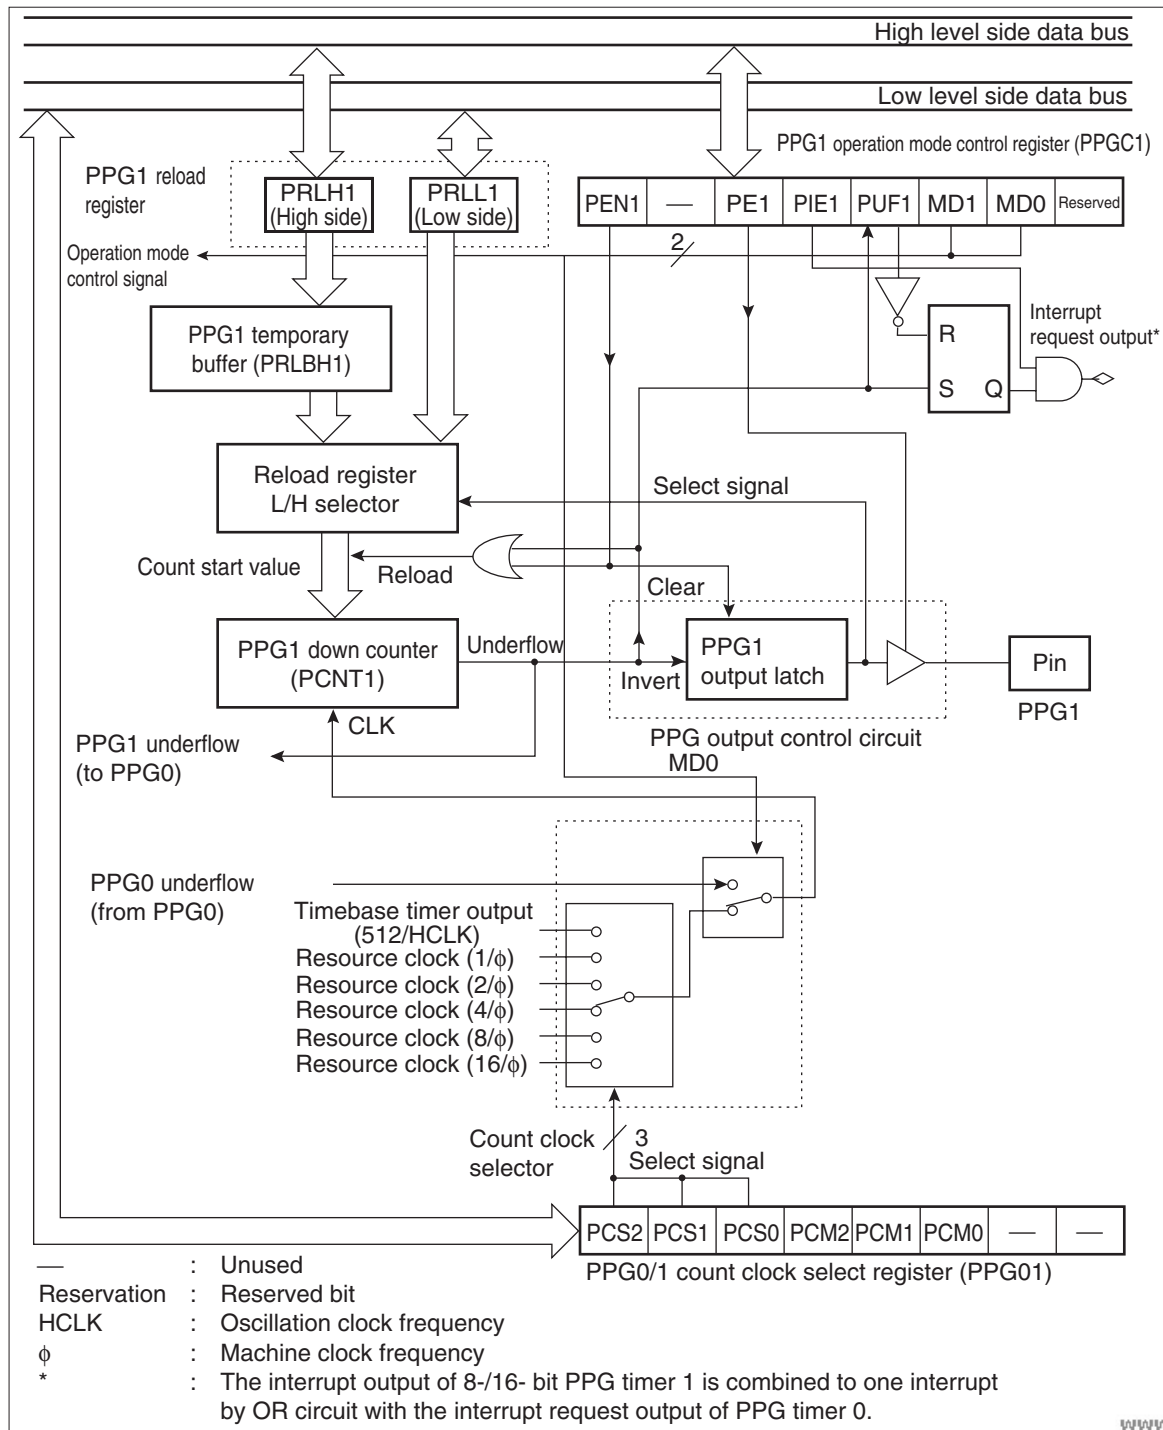 High level side data bus
Low level side data bus
PPG1 operation mode control register (PPGC1)
PPG1 reload
register
PRLH1
(High side)
PRLL1
(Low side)
PEN1 — PE1 PIE1 PUF1 MD1 MD0 Reserved
Operation mode
control signal
2
PPG1 temporary
buffer (PRLBH1)
R
S Q
Interrupt
request output*
Reload register
L/H selector
Select signal
Count start value
Reload
Clear
PPG1 down counter
(PCNT1)
Underflow
Invert
PPG1
output latch
Pin
PPG1
CLK
PPG output control circuit
PPG1 underflow
(to PPG0)
MD0
PPG0 underflow
(from PPG0)
Timebase timer output
(512/HCLK)
Resource clock (1/ϕ)
Resource clock (2/ϕ)
Resource clock (4/ϕ)
Resource clock (8/ϕ)
Resource clock (16/ϕ)
Count clock
selector
3
Select signal
PCS2 PCS1 PCS0 PCM2 PCM1 PCM0 — —
PPG0/1 count clock select register (PPG01)
— : Unused
Reservation : Reserved bit
HCLK : Oscillation clock frequency
ϕ : Machine clock frequency
* : The interrupt output of 8-/16- bit PPG timer 1 is combined to one interrupt
by OR circuit with the interrupt request output of PPG timer 0.